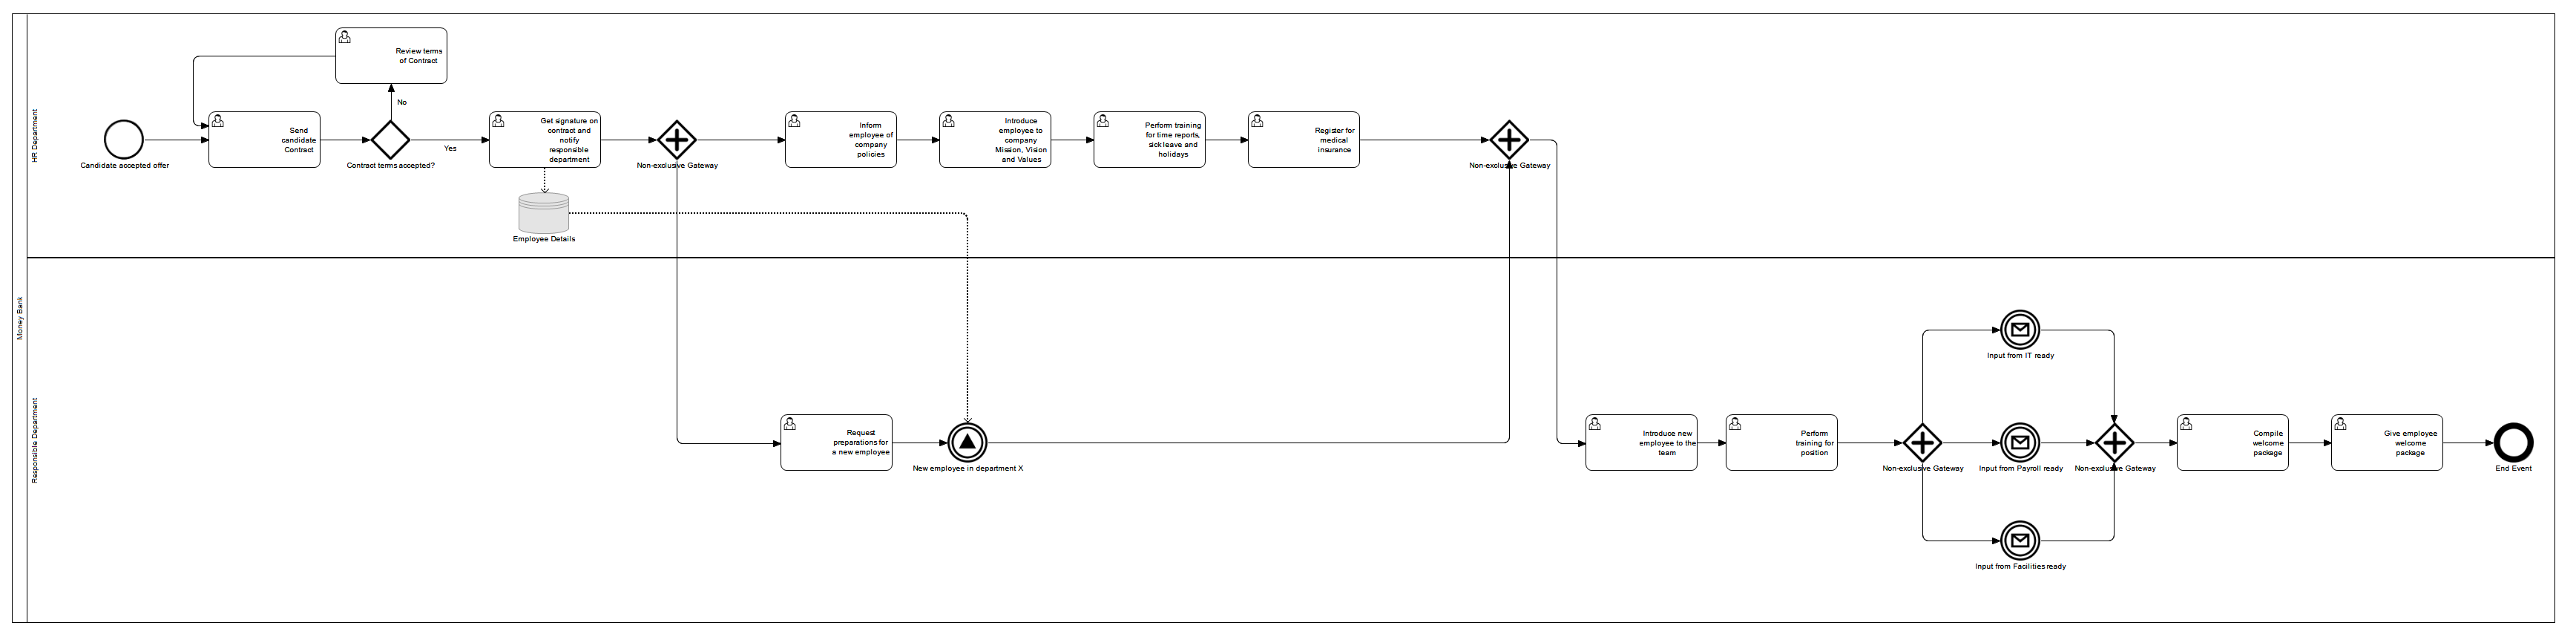 Money Bank
HR Department
Candidate accepted offer
Review terms
of Contract
Send
candidate
Contract
No
Contract terms accepted?
Yes
Get signature on
contract and
notify
responsible
department
Employee Details
Non-exclusive Gateway
Inform
employee of
company
policies
Introduce
employee to
company
Mission, Vision
and Values
Perform training
for time reports,
sick leave and
holidays
Register for
medical
insurance
Non-exclusive Gateway
Responsible Department
Request
preparations for
a new employee
New employee in department X
Introduce new
employee to the
team
Perform
training for
position
Non-exclusive Gateway
Input from IT ready
Input from Payroll ready
Input from Facilities ready
Non-exclusive Gateway
Compile
welcome
package
Give employee
welcome
package
End Event